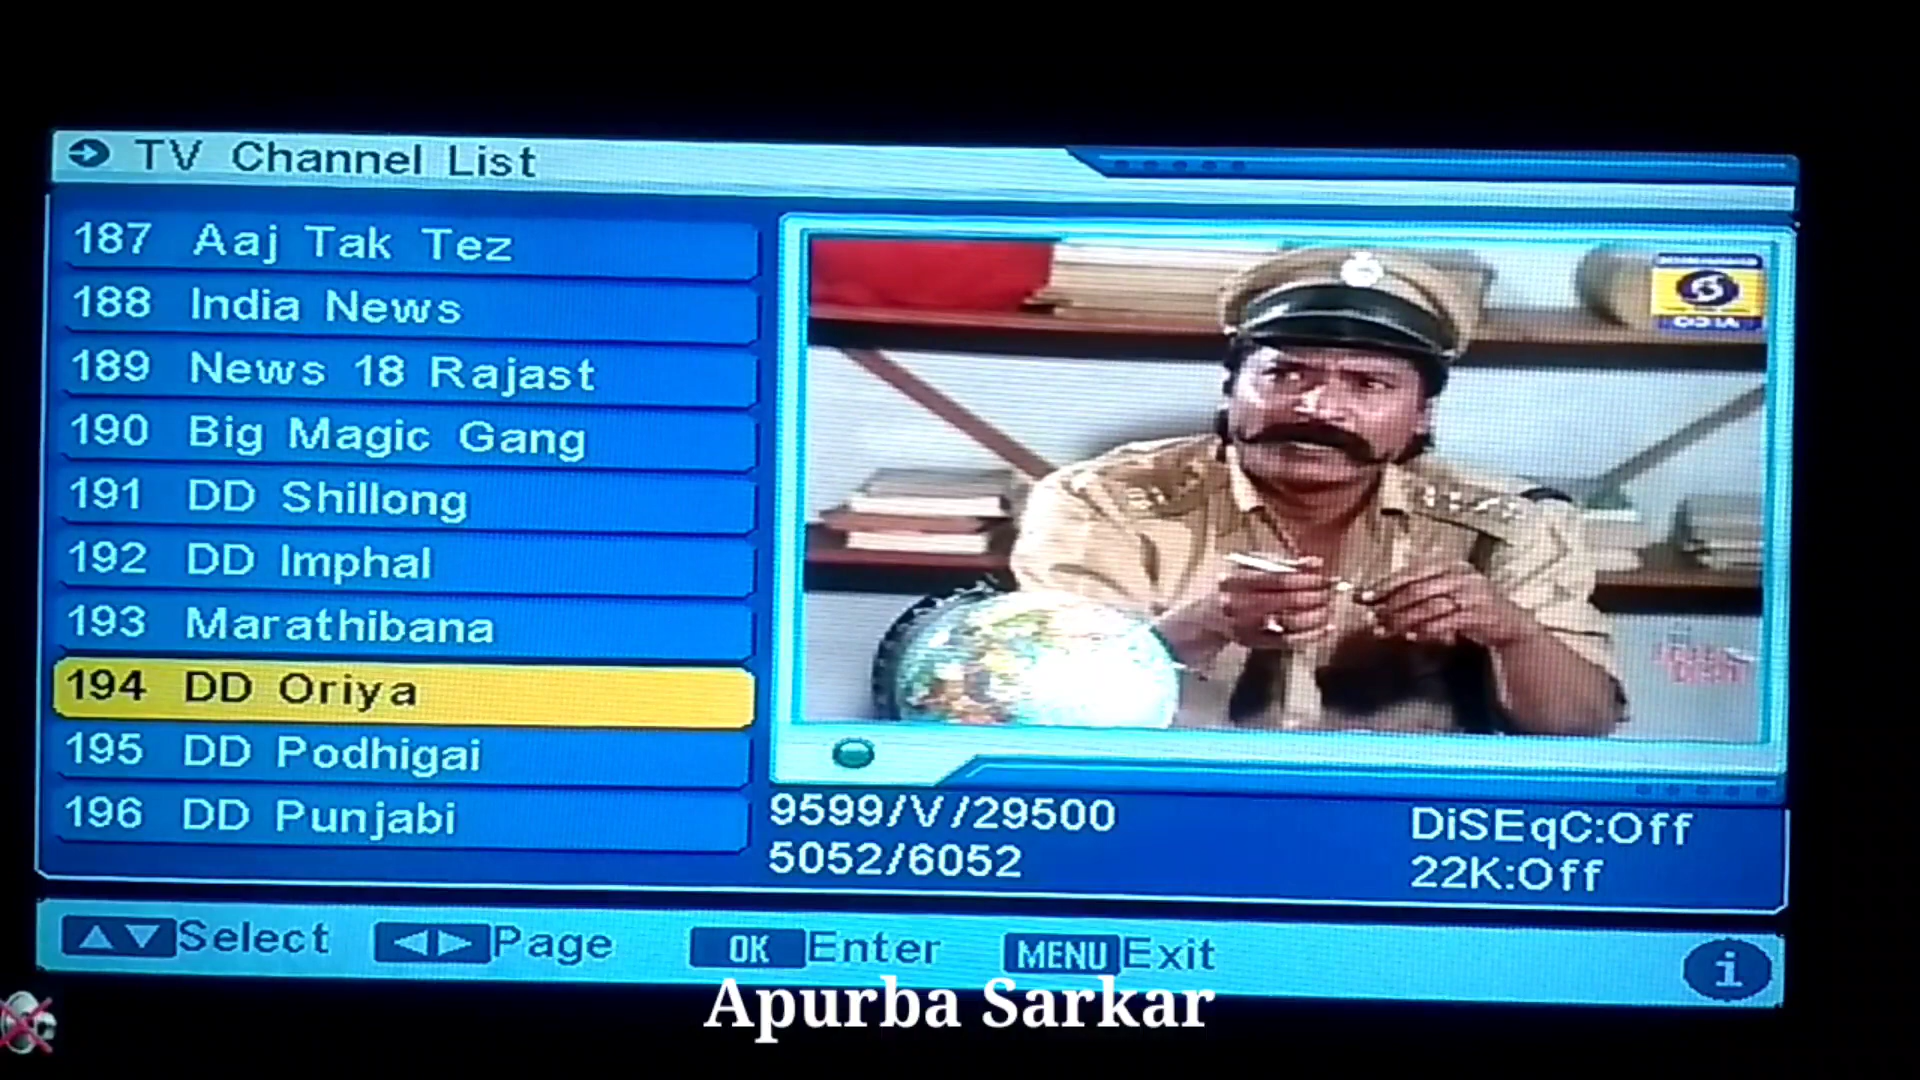 TV Channel List
187 Aaj Tak Tez
188 India News
189 News 18 Rajast
190 Big Magic Gang
191 DD Shillong
192 DD Imphal
193 Marathibana
194 DD Oriya
195 DD Podhigai
196 DD Punjabi
ODIA
9599/V/29500
5052/6052
DiSEqC:Off
22K:Off
Select Page OK Enter MENU Exit i
Apurba Sarkar